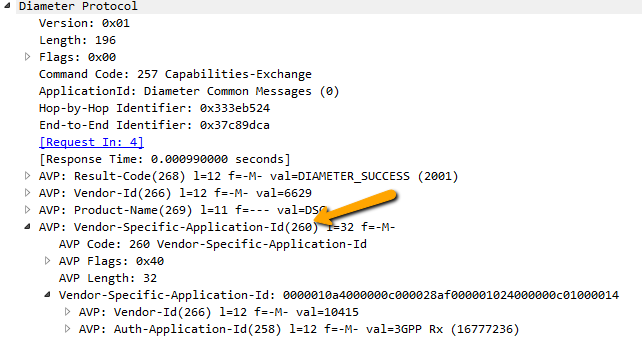 Diameter Protocol
Version: 0x01
Length: 196
Flags: 0x00
Command Code: 257 Capabilities-Exchange
ApplicationId: Diameter Common Messages (0)
Hop-by-Hop Identifier: 0x333eb524
End-to-End Identifier: 0x37c89dca
[Request In: 4]
[Response Time: 0.000990000 seconds]
AVP: Result-Code(268) l=12 f=-M- val=DIAMETER_SUCCESS (2001)
AVP: Vendor-Id(266) l=12 f=-M- val=6629
AVP: Product-Name(269) l=11 f=--- val=DSC
AVP: Vendor-Specific-Application-Id(260) l=32 f=-M-
AVP Code: 260 Vendor-Specific-Application-Id
AVP Flags: 0x40
AVP Length: 32
Vendor-Specific-Application-Id: 0000010a4000000c000028af000001024000000c01000014
AVP: Vendor-Id(266) l=12 f=-M- val=10415
AVP: Auth-Application-Id(258) l=12 f=-M- val=3GPP Rx (16777236)